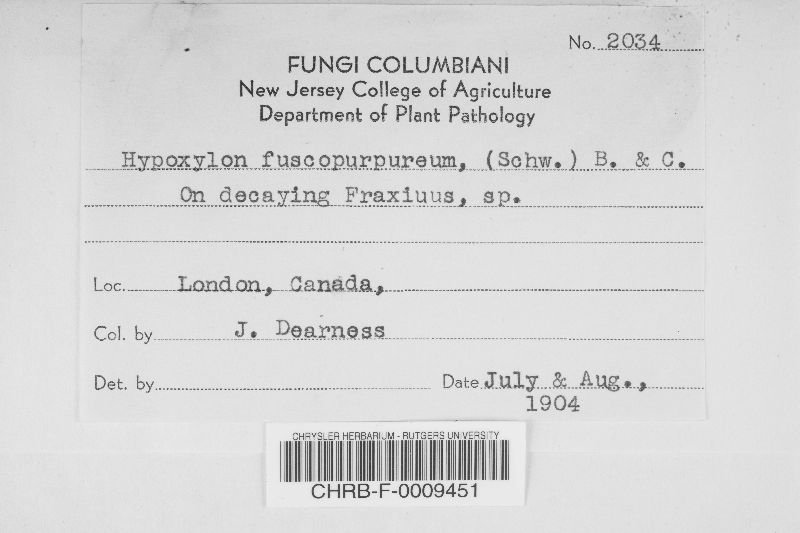 No. 2034
FUNGI COLUMBIANI
New Jersey College of Agriculture
Department of Plant Pathology
Hypoxylon fuscopurpureum, (Schw.) B. & C.
On decaying Fraxiuus, sp.
Loc. London, Canada,
Col. by J. Dearness
Det. by
Date July & Aug.,
1904
CHRYSLER HERBARIUM - RUTGERS UNIVERSITY
CHRB-F-0009451